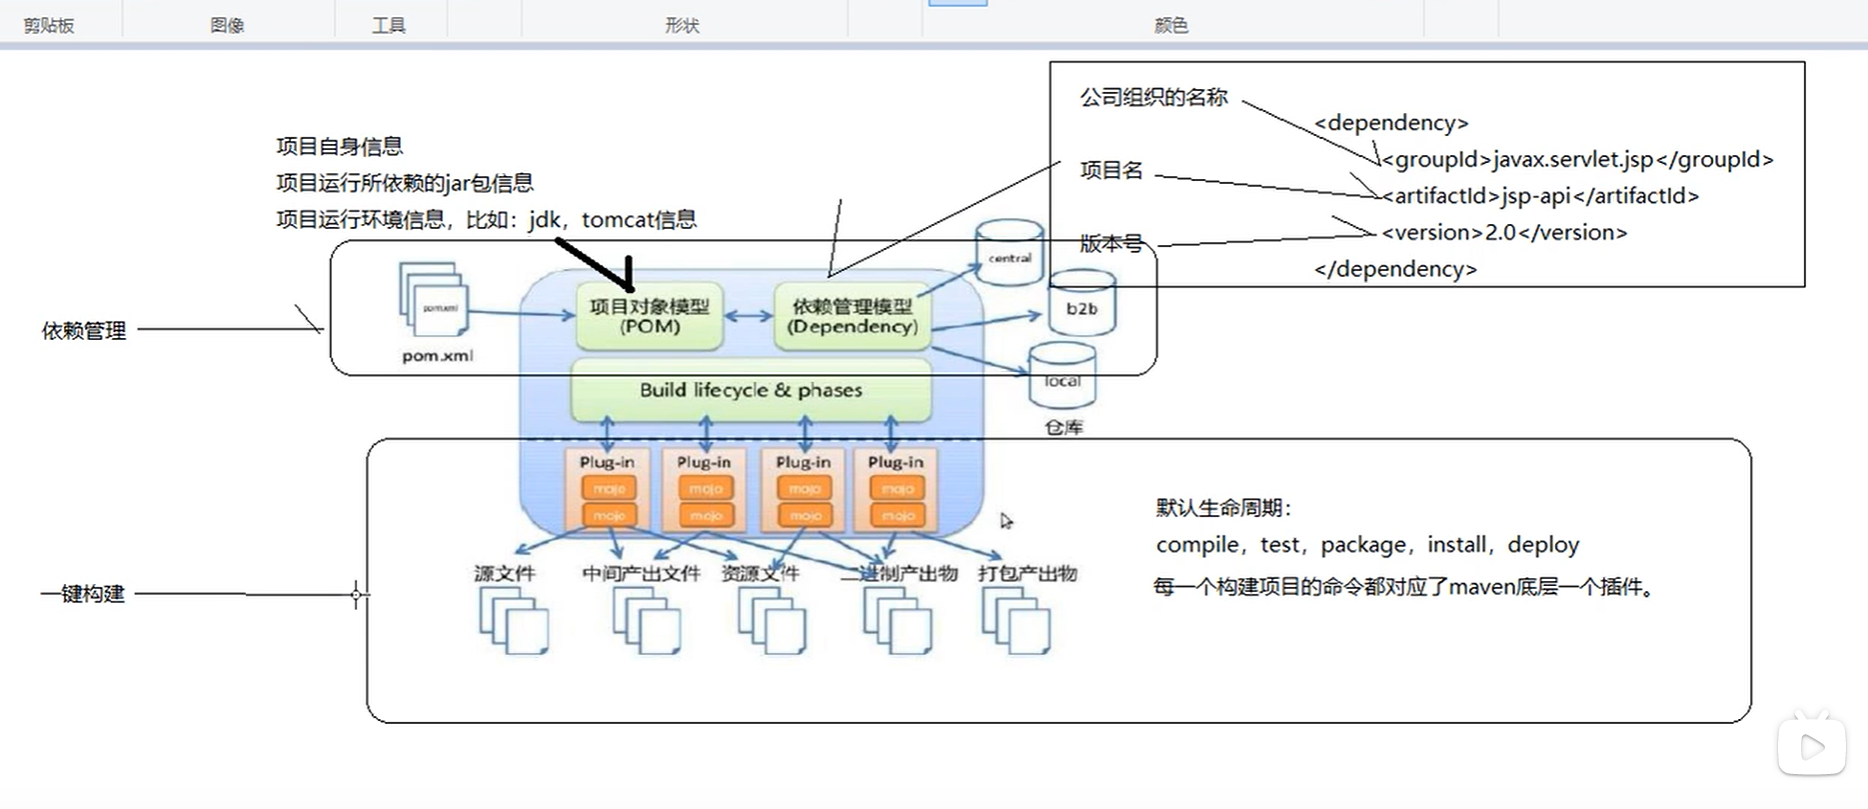 剪贴板
图像
工具
形状
颜色
公司组织的名称
<dependency>
<groupId>javax.servlet.jsp</groupId>
项目名
<artifactId>jsp-api</artifactId>
版本号
<version>2.0</version>
</dependency>
项目自身信息
项目运行所依赖的jar包信息
项目运行环境信息，比如：jdk，tomcat信息
依赖管理
pom.xml
pom.xml
项目对象模型
(POM)
依赖管理模型
(Dependency)
central
b2b
local
仓库
Build lifecycle & phases
Plug-in
mojo
mojo
Plug-in
mojo
mojo
Plug-in
mojo
mojo
Plug-in
mojo
mojo
源文件
中间产出文件
资源文件
二进制产出物
打包产出物
一键构建
默认生命周期：
compile，test，package，install，deploy
每一个构建项目的命令都对应了maven底层一个插件。